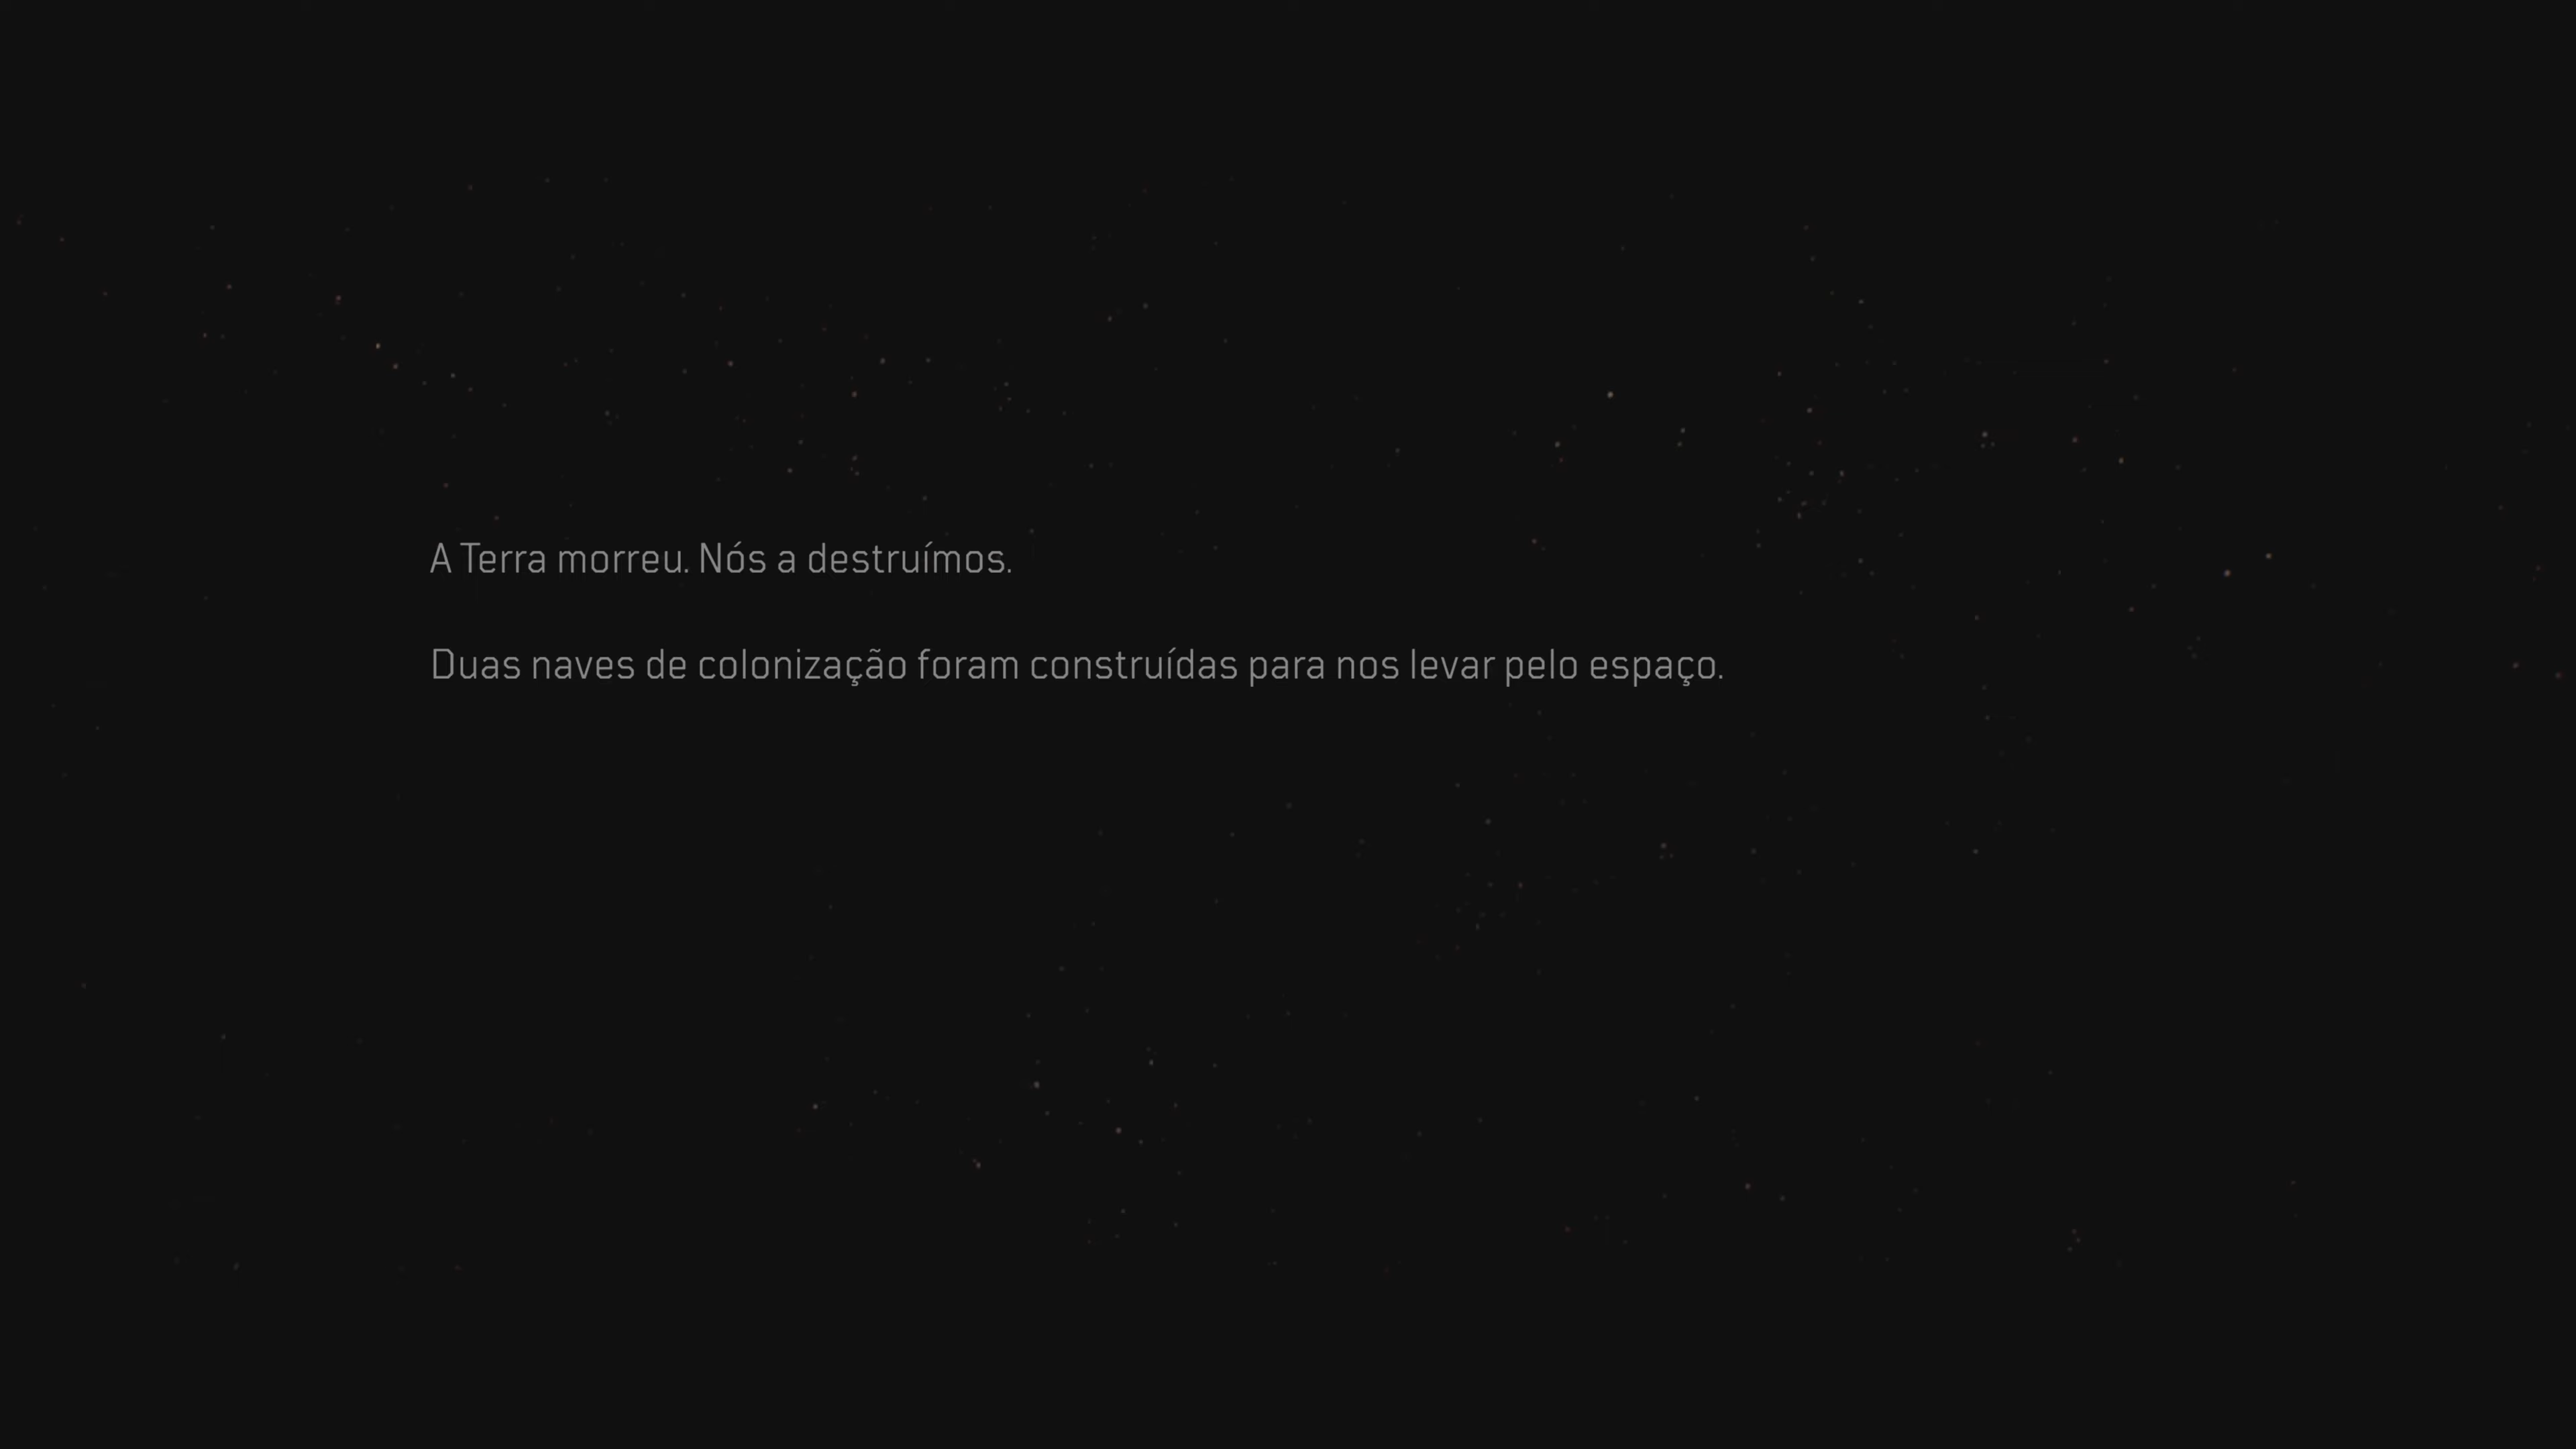 A Terra morreu. Nós a destruímos.
Duas naves de colonização foram construídas para nos levar pelo espaço.